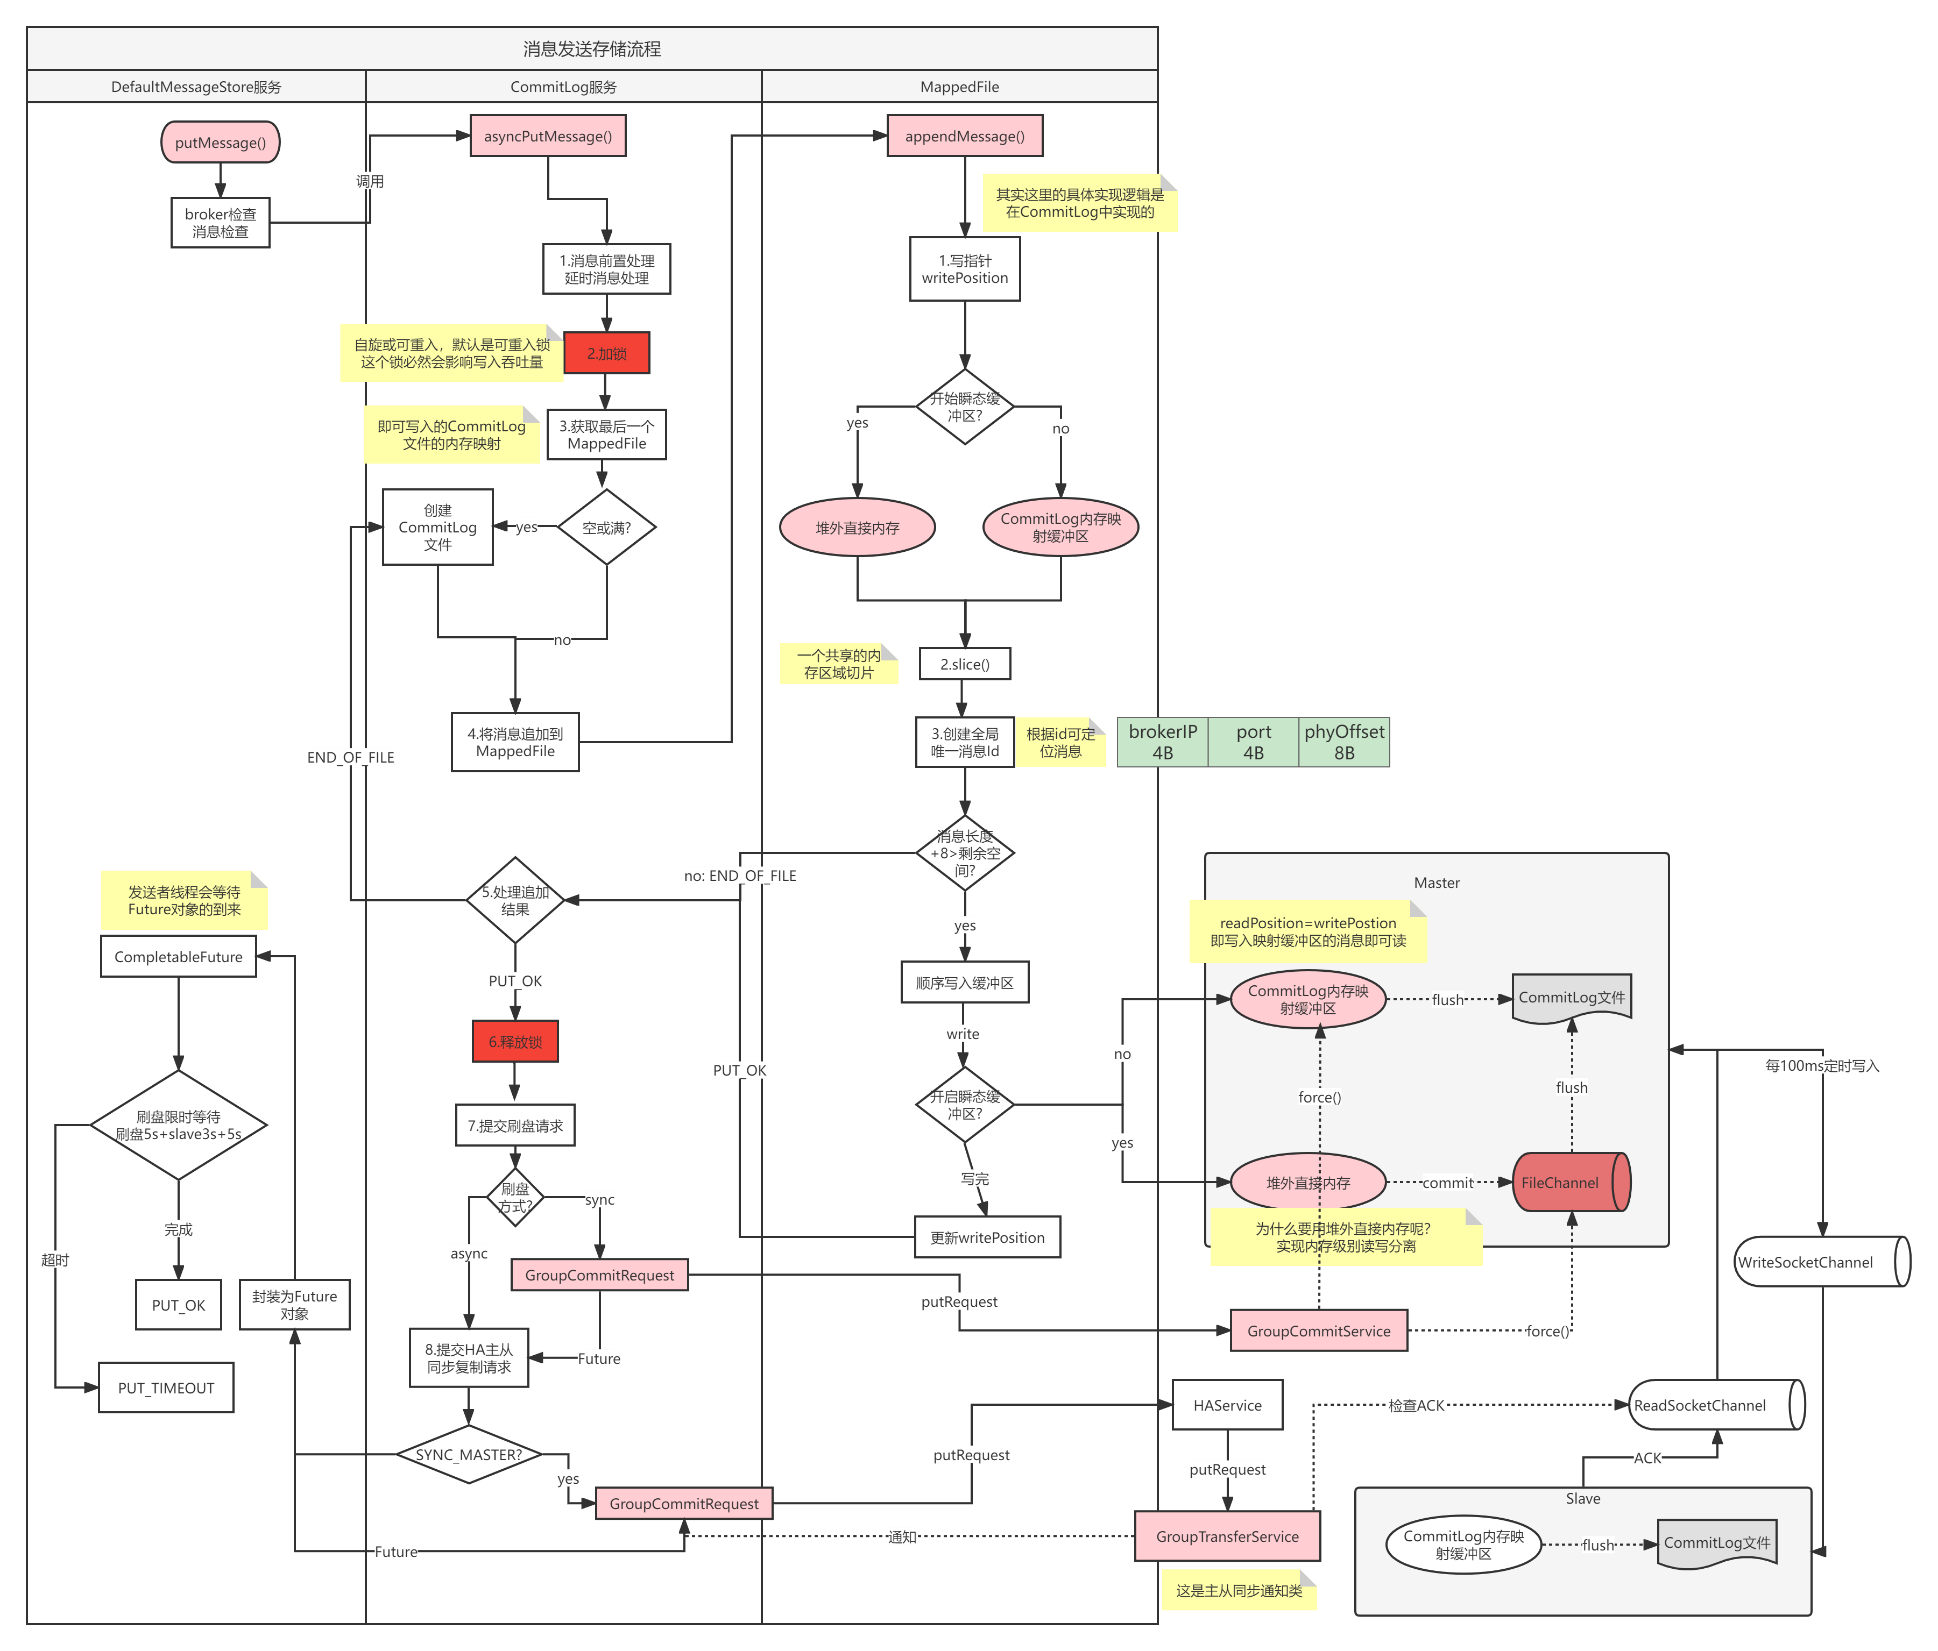 消息发送存储流程
DefaultMessageStore服务
CommitLog服务
MappedFile
putMessage()
broker检查
消息检查
调用
asyncPutMessage()
1.消息前置处理
延时消息处理
自旋或可重入，默认是可重入锁
这个锁必然会影响写入吞吐量
2.加锁
即可写入的CommitLog
文件的内存映射
3.获取最后一个
MappedFile
创建
CommitLog
文件
yes
空或满?
no
4.将消息追加到
MappedFile
END_OF_FILE
appendMessage()
其实这里的具体实现逻辑是
在CommitLog中实现的
1.写指针
writePosition
开始瞬态缓
冲区?
yes
no
堆外直接内存
CommitLog内存映
射缓冲区
一个共享的内
存区域切片
2.slice()
3.创建全局
唯一消息Id
根据id可定
位消息
brokerIP
4B
port
4B
phyOffset
8B
消息长度
+8>剩余空
间?
no: END_OF_FILE
yes
5.处理追加
结果
PUT_OK
6.释放锁
7.提交刷盘请求
刷盘
方式?
sync
async
GroupCommitRequest
Future
8.提交HA主从
同步复制请求
SYNC_MASTER?
yes
GroupCommitRequest
Future
通知
发送者线程会等待
Future对象的到来
CompletableFuture
刷盘限时等待
刷盘5s+slave3s+5s
完成
超时
PUT_OK
PUT_TIMEOUT
封装为Future
对象
顺序写入缓冲区
write
开启瞬态缓
冲区?
写完
更新writePosition
PUT_OK
no
yes
putRequest
putRequest
Master
readPosition=writePostion
即写入映射缓冲区的消息即可读
CommitLog内存映
射缓冲区
flush
CommitLog文件
force()
flush
堆外直接内存
commit
FileChannel
为什么要用堆外直接内存呢?
实现内存级别读写分离
GroupCommitService
force()
每100ms定时写入
WriteSocketChannel
HAService
putRequest
GroupTransferService
这是主从同步通知类
检查ACK
ReadSocketChannel
ACK
Slave
CommitLog内存映
射缓冲区
flush
CommitLog文件